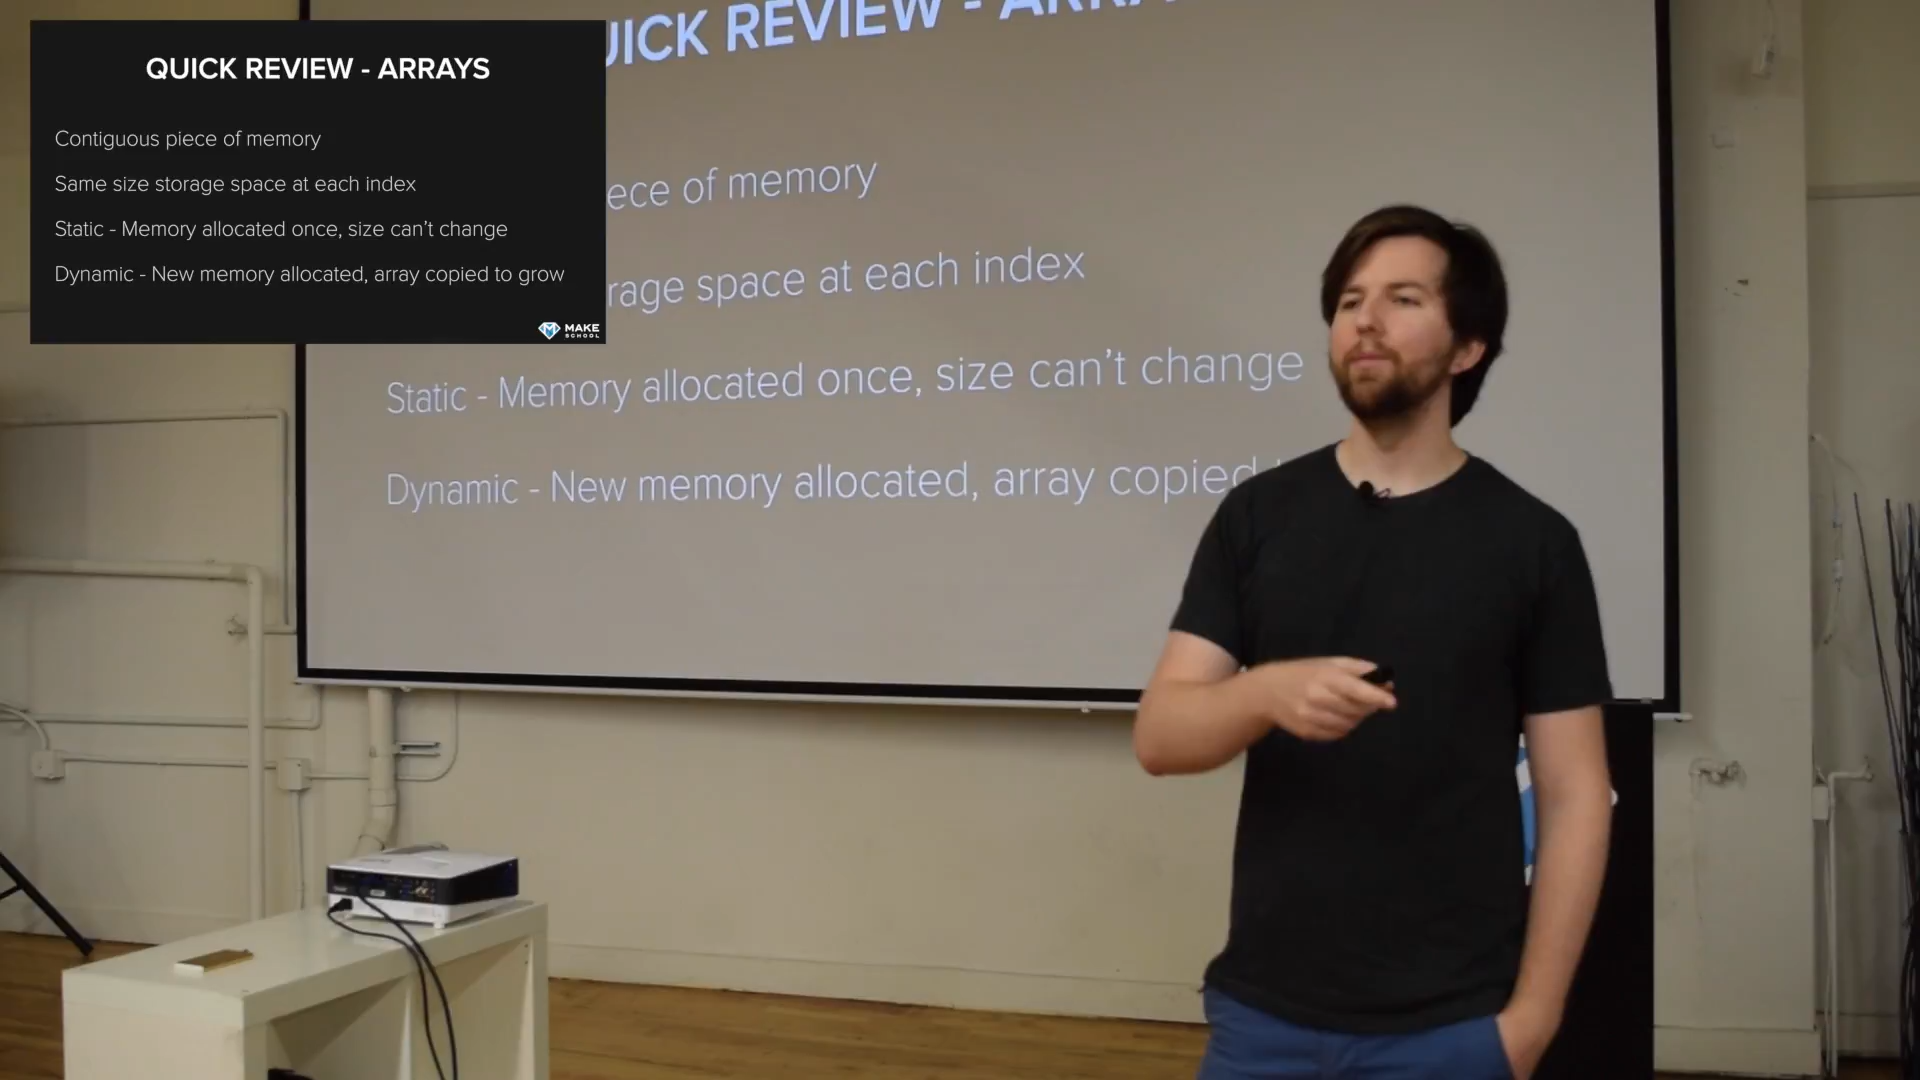 QUICK REVIEW - ARRAYS
Contiguous piece of memory
Same size storage space at each index
Static - Memory allocated once, size can't change
Dynamic - New memory allocated, array copied to grow
MAKE
SCHOOL
UICK REVIEW - ARRA
ece of memory
rage space at each index
Static - Memory allocated once, size can't change
Dynamic - New memory allocated, array copied